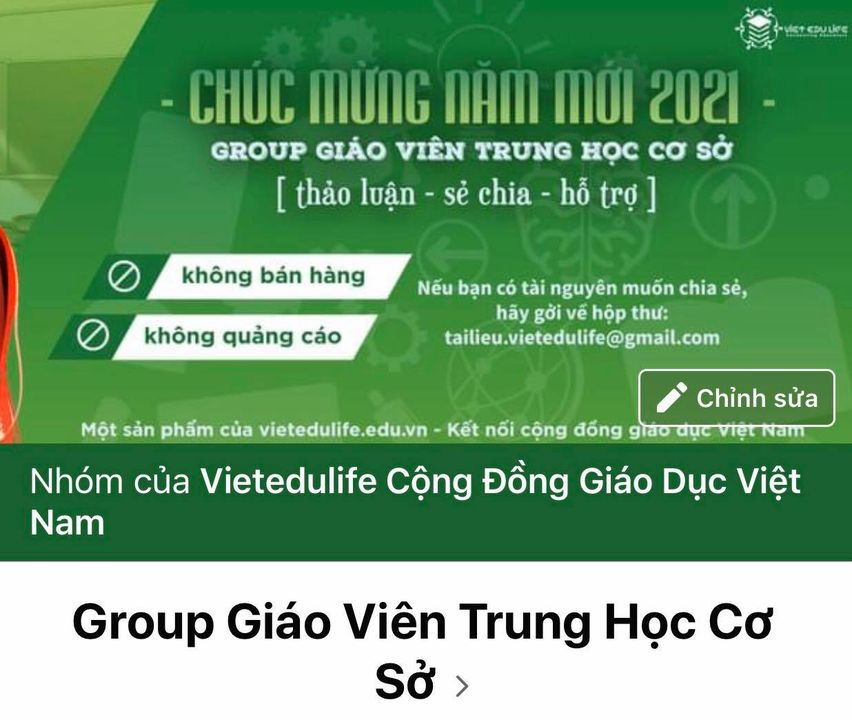 VIET EDU LIFE
- CHÚC MỪNG NĂM MỚI 2021 -
GROUP GIÁO VIÊN TRUNG HỌC CƠ SỞ
[ thảo luận - sẻ chia - hỗ trợ ]
không bán hàng
không quảng cáo
Nếu bạn có tài nguyên muốn chia sẻ,
hãy gởi về hộp thư:
tailieu.vietedulife@gmail.com
Chỉnh sửa
Một sản phẩm của vietedulife.edu.vn - Kết nối cộng đồng giáo dục Việt Nam
Nhóm của Vietedulife Cộng Đồng Giáo Dục Việt
Nam
Group Giáo Viên Trung Học Cơ
Sở >